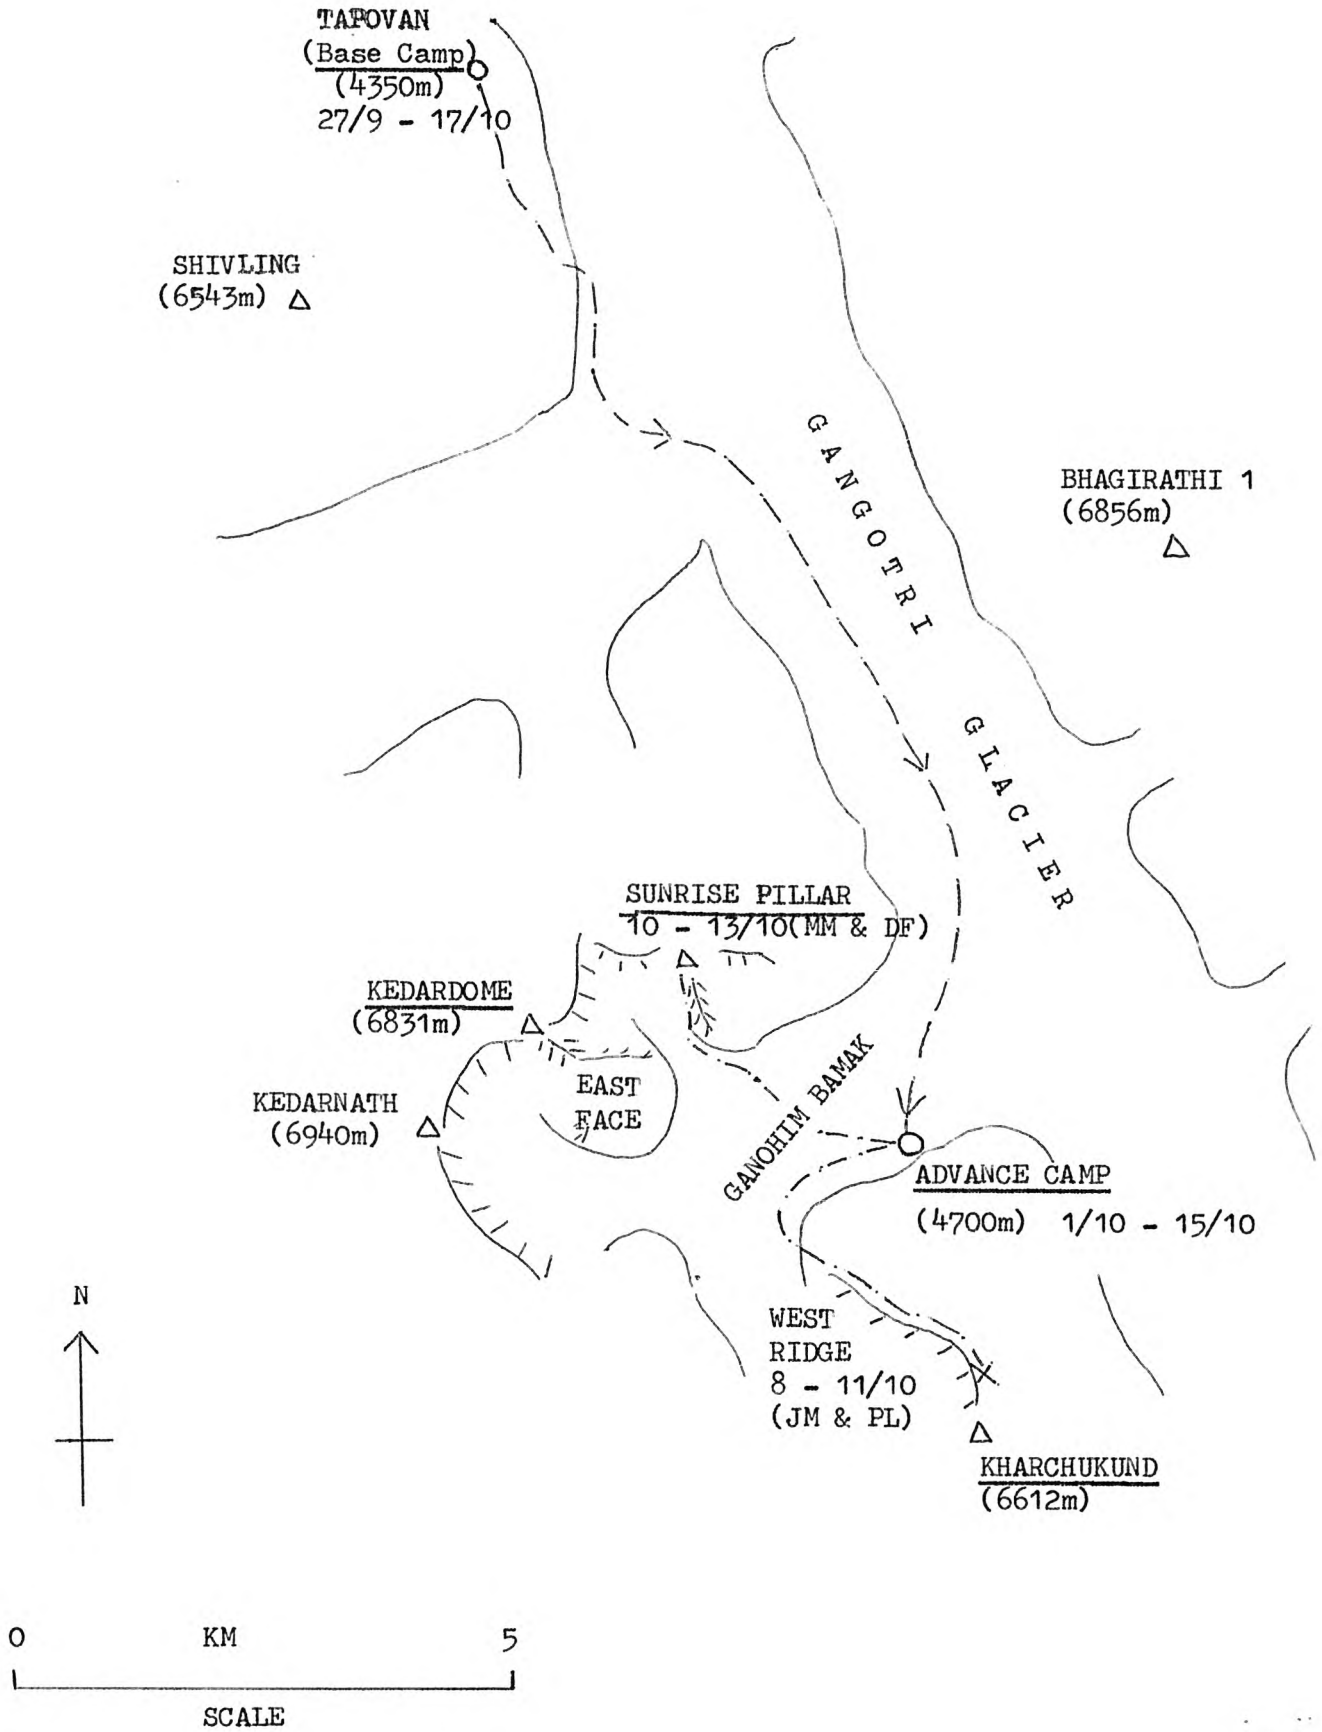 TAPOVAN
(Base Camp)
(4350m)
27/9 - 17/10
SHIVLING
(6543m)
GANGOTRI
GLACIER
BHAGIRATHI 1
(6856m)
SUNRISE PILLAR
10 - 13/10(MM & DF)
KEDARDOME
(6831m)
EAST
FACE
KEDARNATH
(6940m)
GANOHIM BAMAK
ADVANCE CAMP
(4700m) 1/10 - 15/10
N
WEST
RIDGE
8 - 11/10
(JM & PL)
KHARCHUKUND
(6612m)
0 KM 5
SCALE